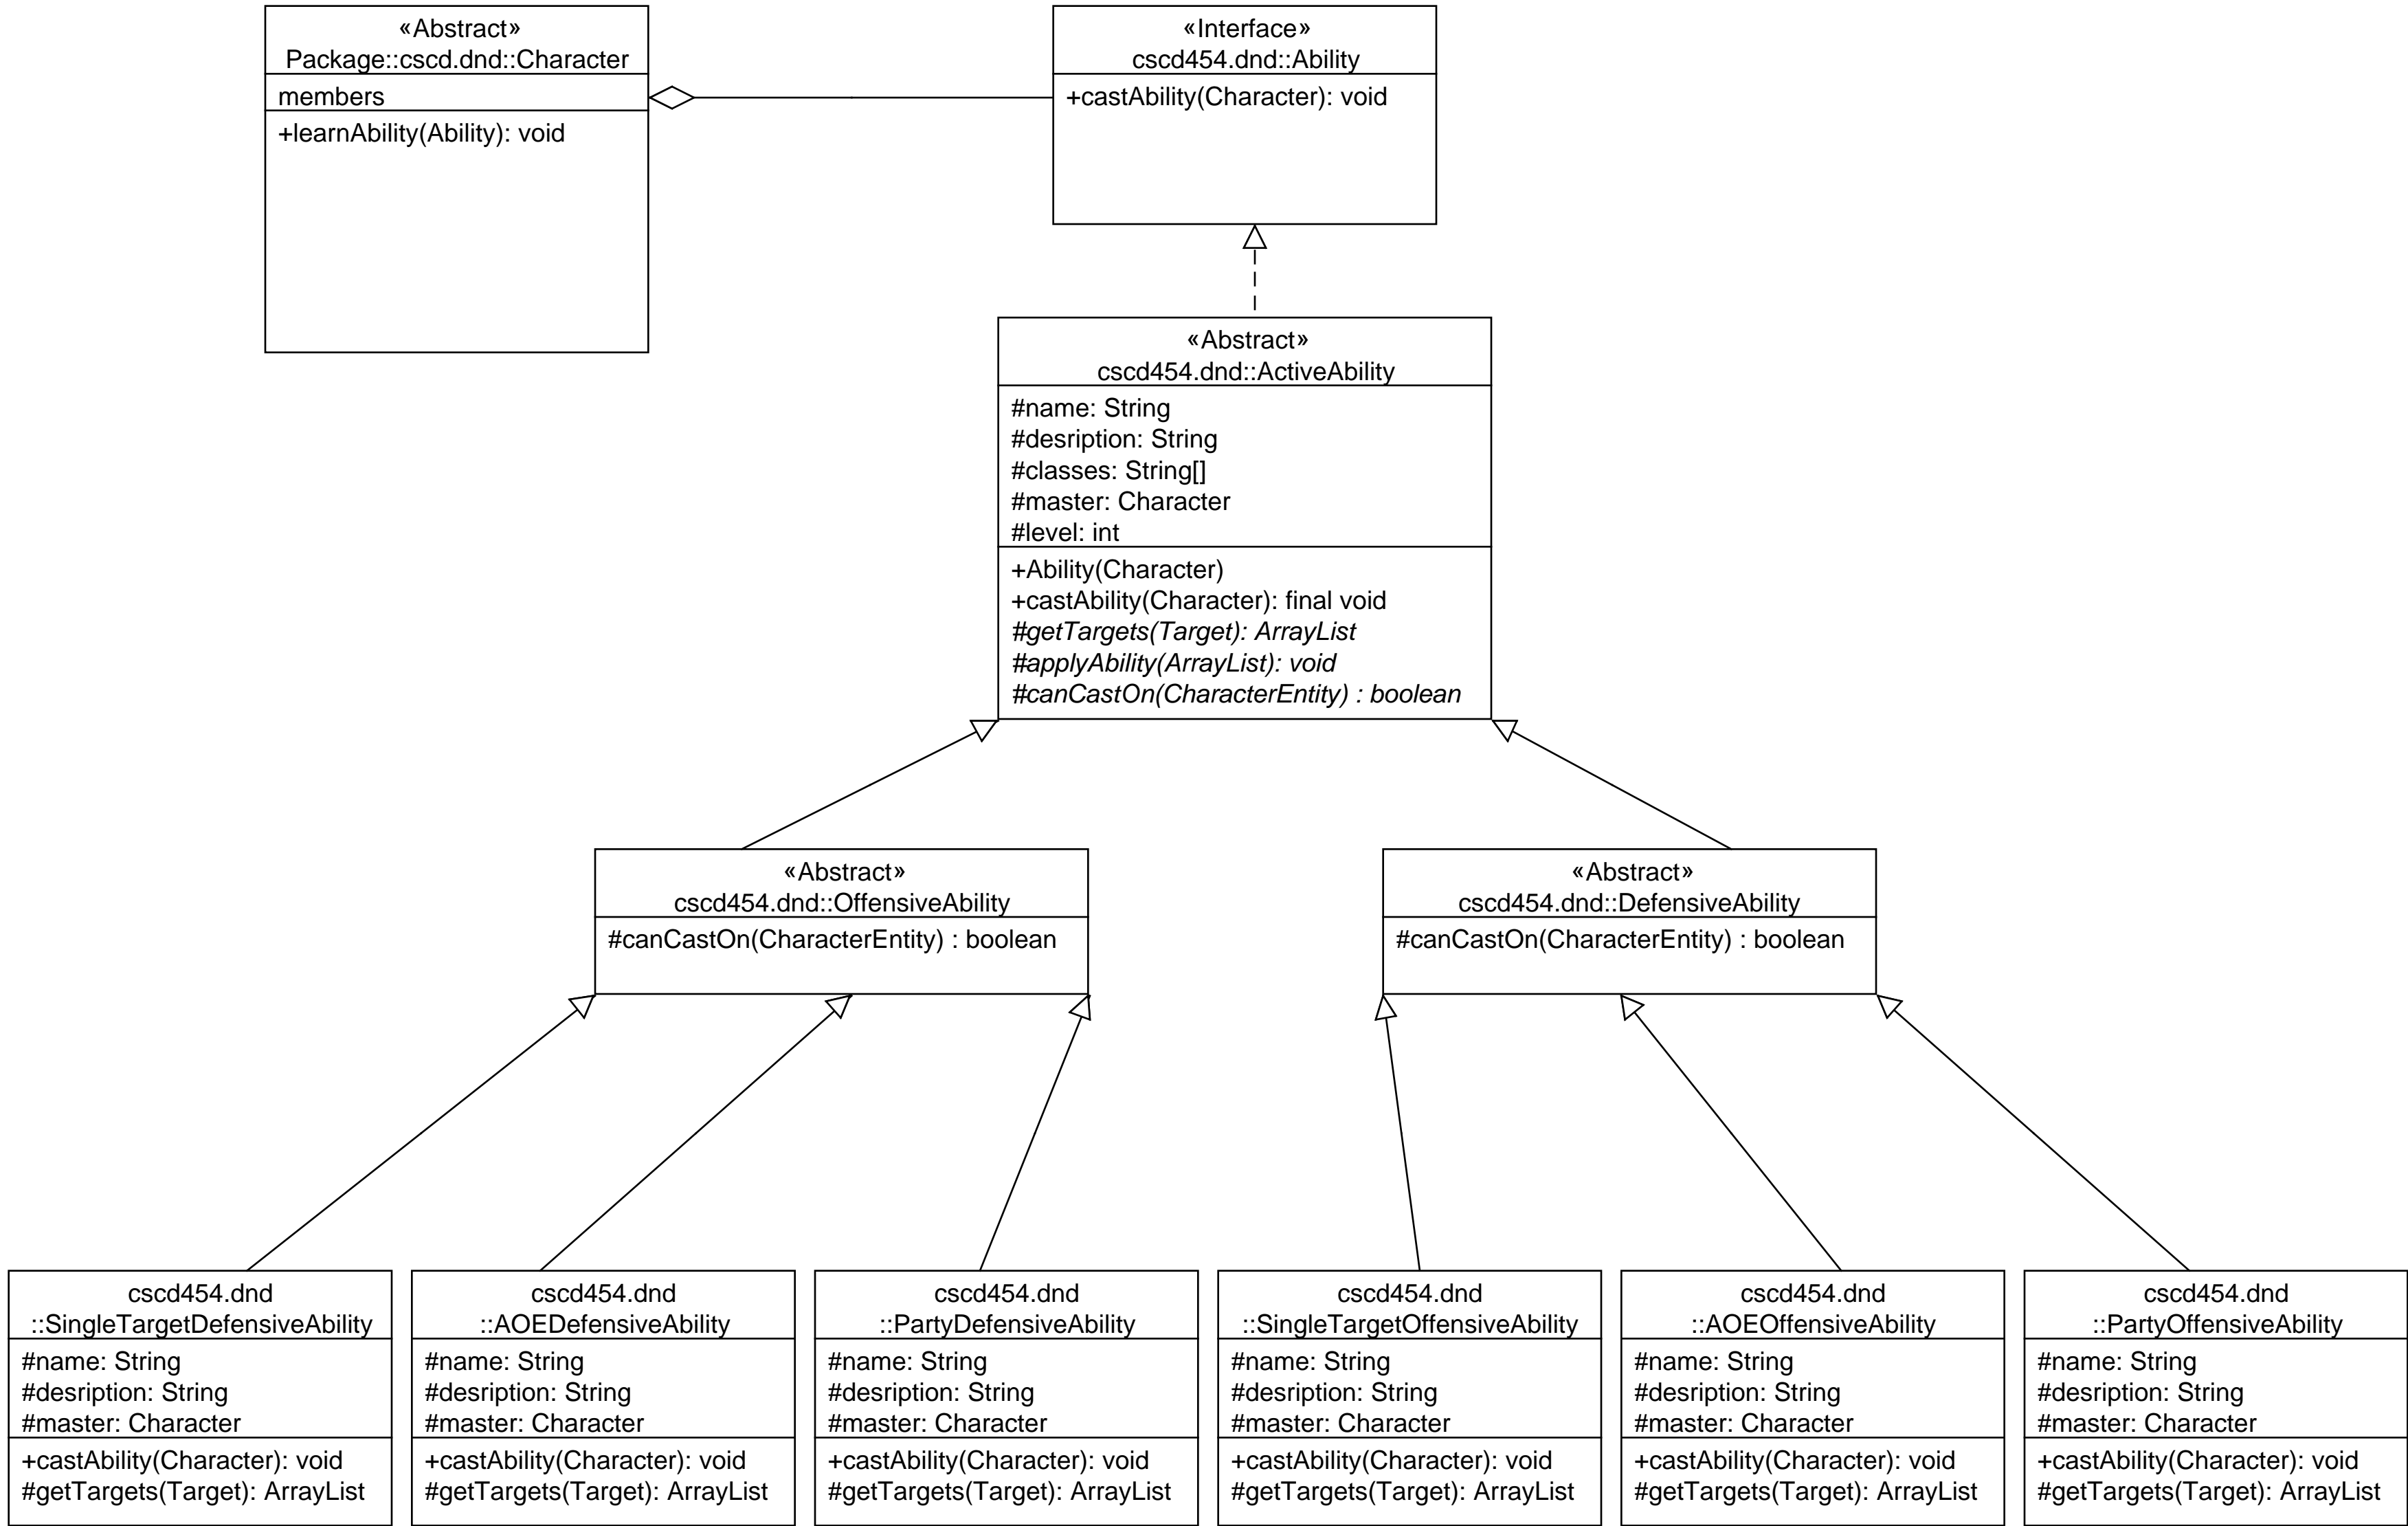 «Abstract»
Package::cscd.dnd::Character
members
+learnAbility(Ability): void
«Interface»
cscd454.dnd::Ability
+castAbility(Character): void
«Abstract»
cscd454.dnd::ActiveAbility
#name: String
#desription: String
#classes: String[]
#master: Character
#level: int
+Ability(Character)
+castAbility(Character): final void
#getTargets(Target): ArrayList
#applyAbility(ArrayList): void
#canCastOn(CharacterEntity) : boolean
«Abstract»
cscd454.dnd::OffensiveAbility
#canCastOn(CharacterEntity) : boolean
«Abstract»
cscd454.dnd::DefensiveAbility
#canCastOn(CharacterEntity) : boolean
cscd454.dnd
::SingleTargetDefensiveAbility
#name: String
#desription: String
#master: Character
+castAbility(Character): void
#getTargets(Target): ArrayList
cscd454.dnd
::AOEDefensiveAbility
#name: String
#desription: String
#master: Character
+castAbility(Character): void
#getTargets(Target): ArrayList
cscd454.dnd
::PartyDefensiveAbility
#name: String
#desription: String
#master: Character
+castAbility(Character): void
#getTargets(Target): ArrayList
cscd454.dnd
::SingleTargetOffensiveAbility
#name: String
#desription: String
#master: Character
+castAbility(Character): void
#getTargets(Target): ArrayList
cscd454.dnd
::AOEOffensiveAbility
#name: String
#desription: String
#master: Character
+castAbility(Character): void
#getTargets(Target): ArrayList
cscd454.dnd
::PartyOffensiveAbility
#name: String
#desription: String
#master: Character
+castAbility(Character): void
#getTargets(Target): ArrayList